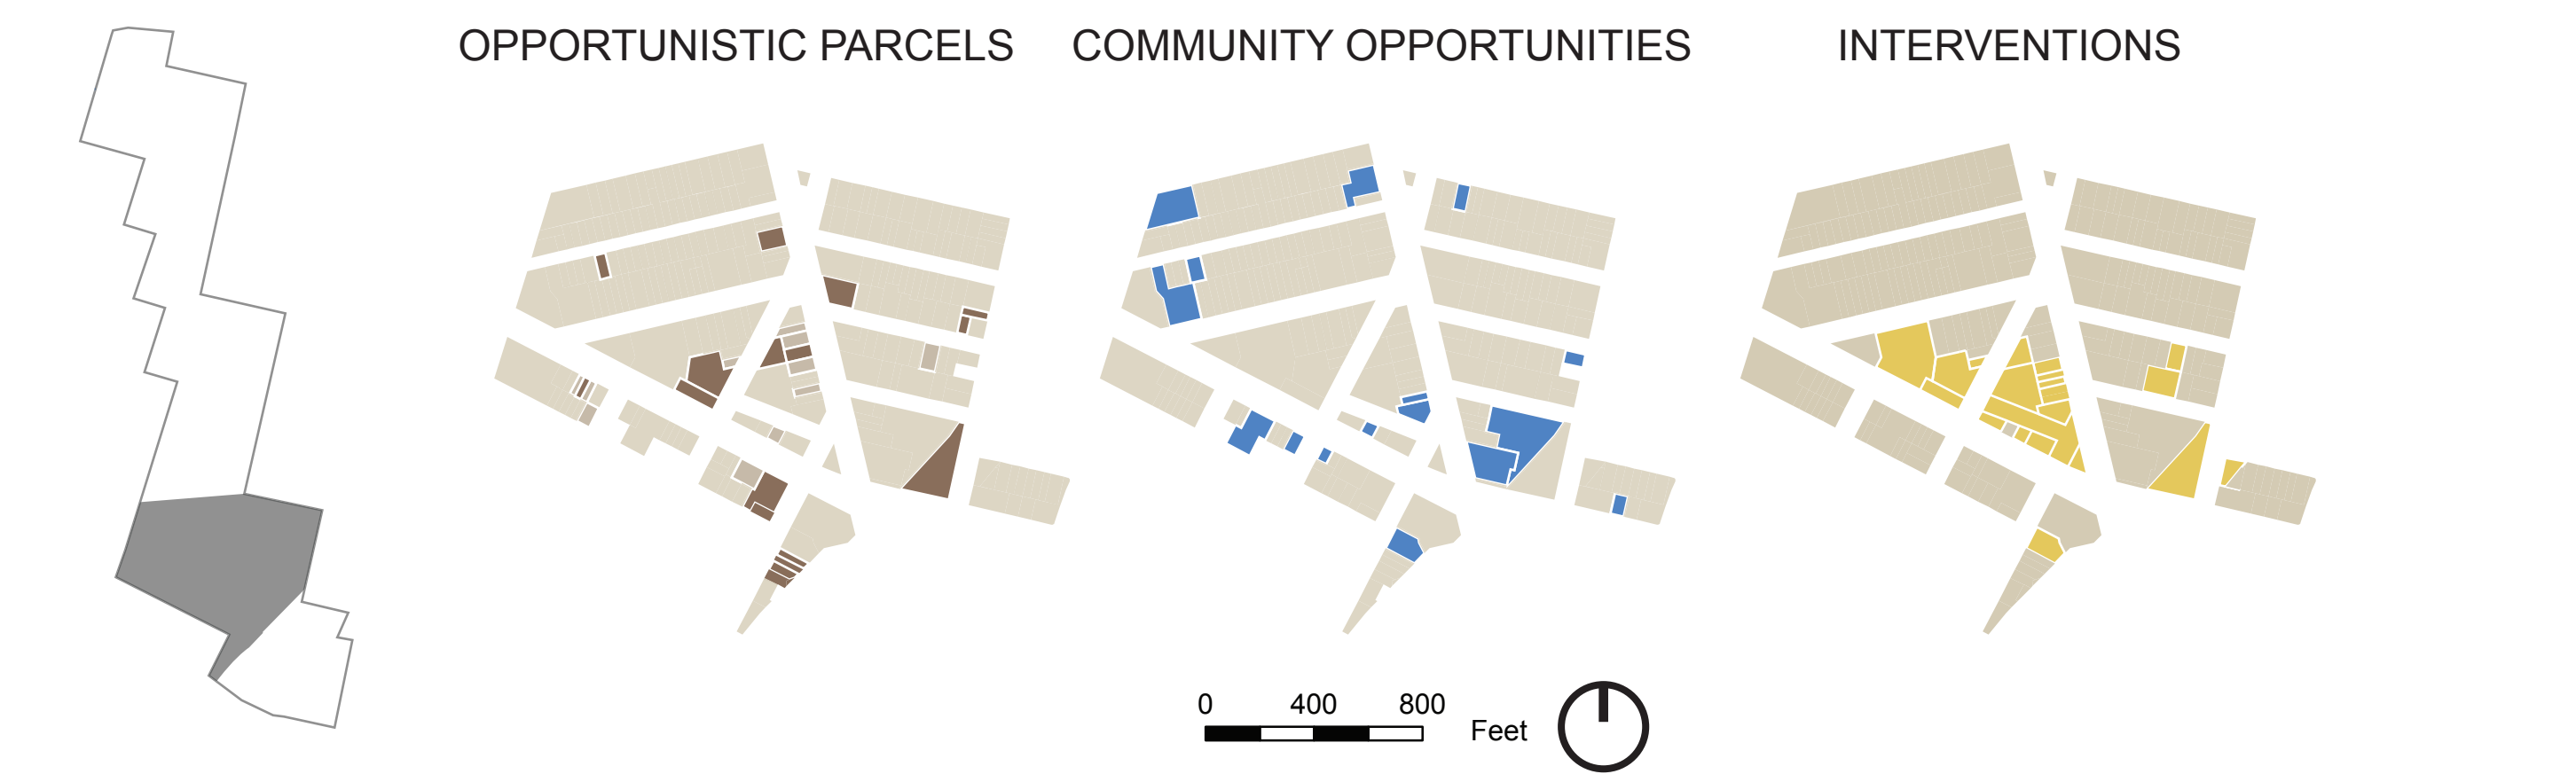 OPPORTUNISTIC PARCELS
COMMUNITY OPPORTUNITIES
INTERVENTIONS
0 400 800
Feet